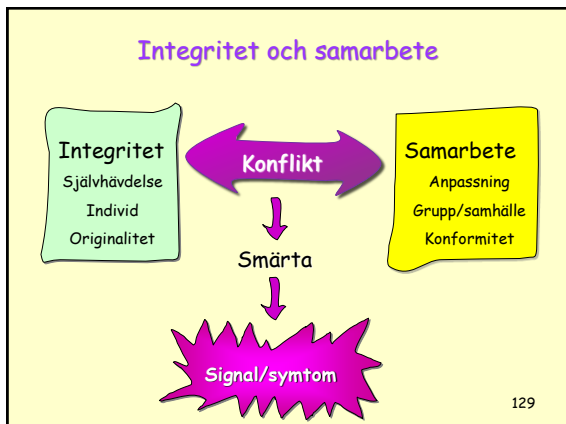 Integritet och samarbete
Integritet
Självhävdelse
Individ
Originalitet
Konflikt
Samarbete
Anpassning
Grupp/samhälle
Konformitet
Smärta
Signal/symtom
129